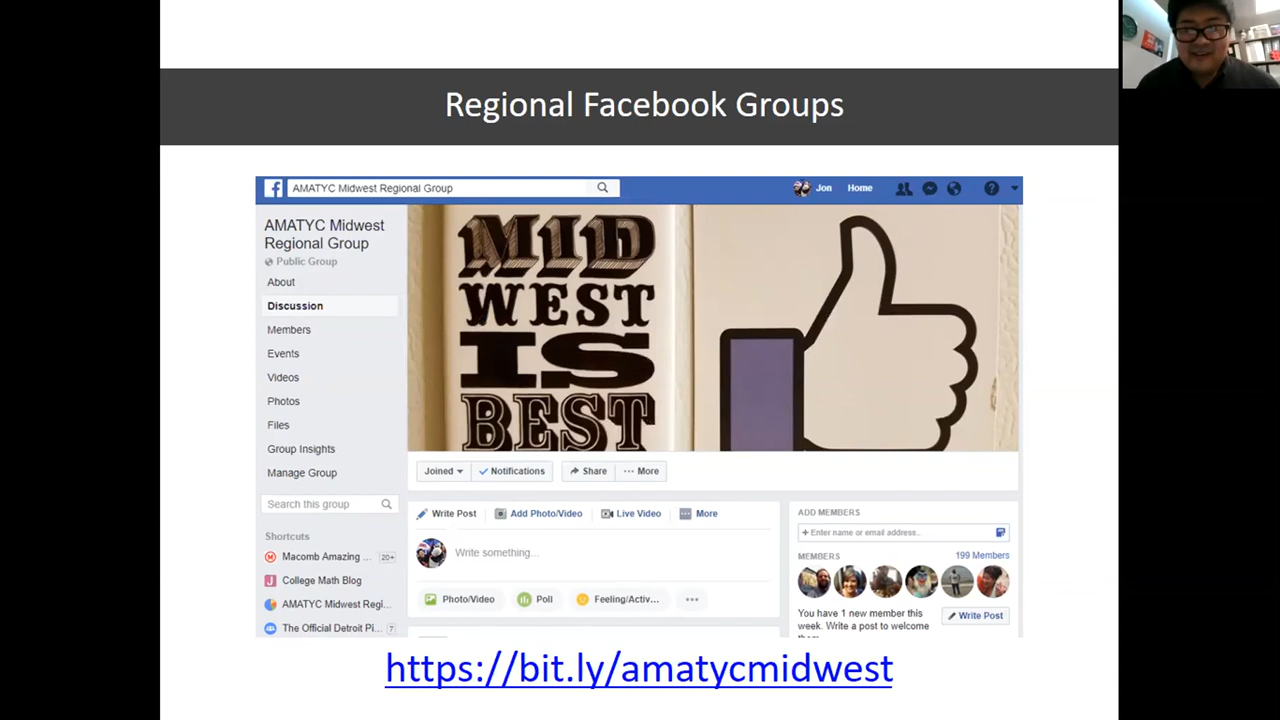 Regional Facebook Groups
AMATYC Midwest Regional Group
Jon
Home
AMATYC Midwest
Regional Group
Public Group
About
Discussion
Members
Events
Videos
Photos
Files
Group Insights
Manage Group
Search this group
Shortcuts
Macomb Amazing ...
20+
College Math Blog
AMATYC Midwest Regi...
The Official Detroit Pi...
7
MID
WEST
IS
BEST
Joined
Notifications
Share
More
Write Post
Add Photo/Video
Live Video
More
Write something...
Photo/Video
Poll
Feeling/Activ...
ADD MEMBERS
+ Enter name or email address..
MEMBERS
199 Members
You have 1 new member this
week. Write a post to welcome
Write Post
https://bit.ly/amatycmidwest